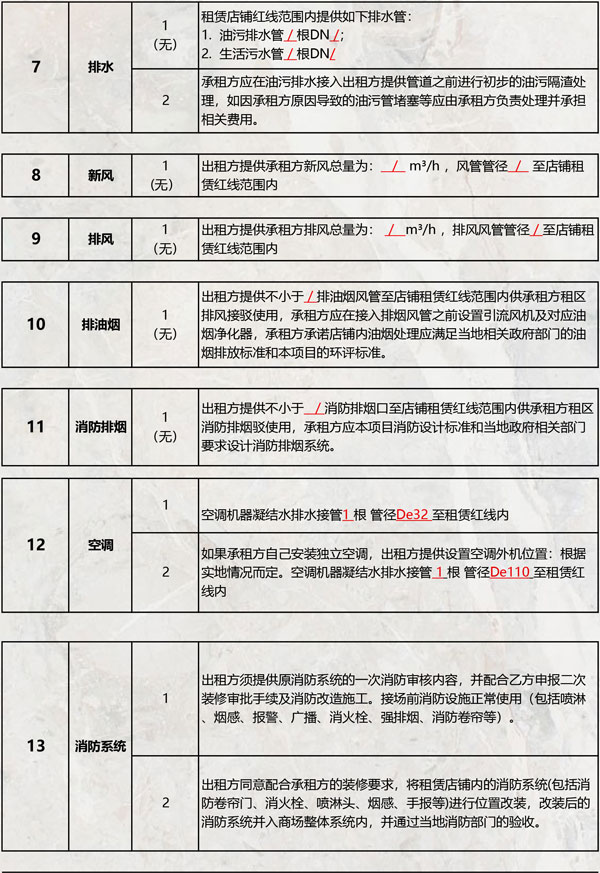 7
排水
1
(无)
租赁店铺红线范围内提供如下排水管：
1. 油污排水管 / 根DN /;
2. 生活污水管 / 根DN/
2
承租方应在油污排水接入出租方提供管道之前进行初步的油污隔渣处
理，如因承租方原因导致的油污管堵塞等应由承租方负责处理并承担
相关费用。
8
新风
1
(无)
出租方提供承租方新风总量为： / m³/h ，风管管径 / 至店铺租
赁红线范围内
9
排风
1
(无)
出租方提供承租方排风总量为： / m³/h ，排风风管管径 / 至店铺租
赁红线范围内
10
排油烟
1
(无)
出租方提供不小于 / 排油烟风管至店铺租赁红线范围内供承租方租区
排风接驳使用，承租方应在接入排烟风管之前设置引流风机及对应油
烟净化器，承租方承诺店铺内油烟处理应满足当地相关政府部门的油
烟排放标准和本项目的环评标准。
11
消防排烟
1
(无)
出租方提供不小于 / 消防排烟口至店铺租赁红线范围内供承租方租区
消防排烟驳使用，承租方应本项目消防设计标准和当地政府相关部门
要求设计消防排烟系统。
12
空调
1
空调机器凝结水排水接管1 根 管径De32 至租赁红线内
2
如果承租方自己安装独立空调，出租方提供设置空调外机位置：根据
实地情况而定。空调机器凝结水排水接管 1 根 管径De110 至租赁红
线内
13
消防系统
1
出租方须提供原消防系统的一次消防审核内容，并配合乙方申报二次
装修审批手续及消防改造施工。接场前消防设施正常使用（包括喷淋
、烟感、报警、广播、消火栓、强排烟、消防卷帘等）。
2
出租方同意配合承租方的装修要求，将租赁店铺内的消防系统(包括消
防卷帘门、消火栓、喷淋头、烟感、手报等)进行位置改装，改装后的
消防系统并入商场整体系统内，并通过当地消防部门的验收。